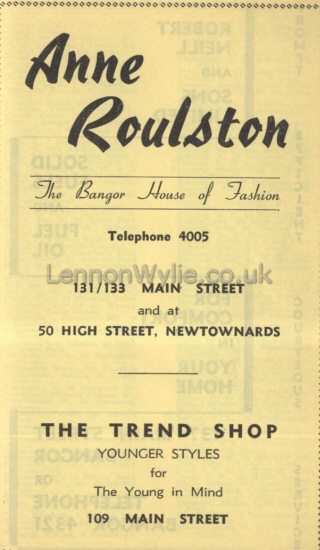 Anne
Roulston
The Bangor House of Fashion
Telephone 4005
LennonWylie.co.uk
131/133 MAIN STREET
and at
50 HIGH STREET, NEWTOWNARDS
THE TREND SHOP
YOUNGER STYLES
for
The Young in Mind
109 MAIN STREET